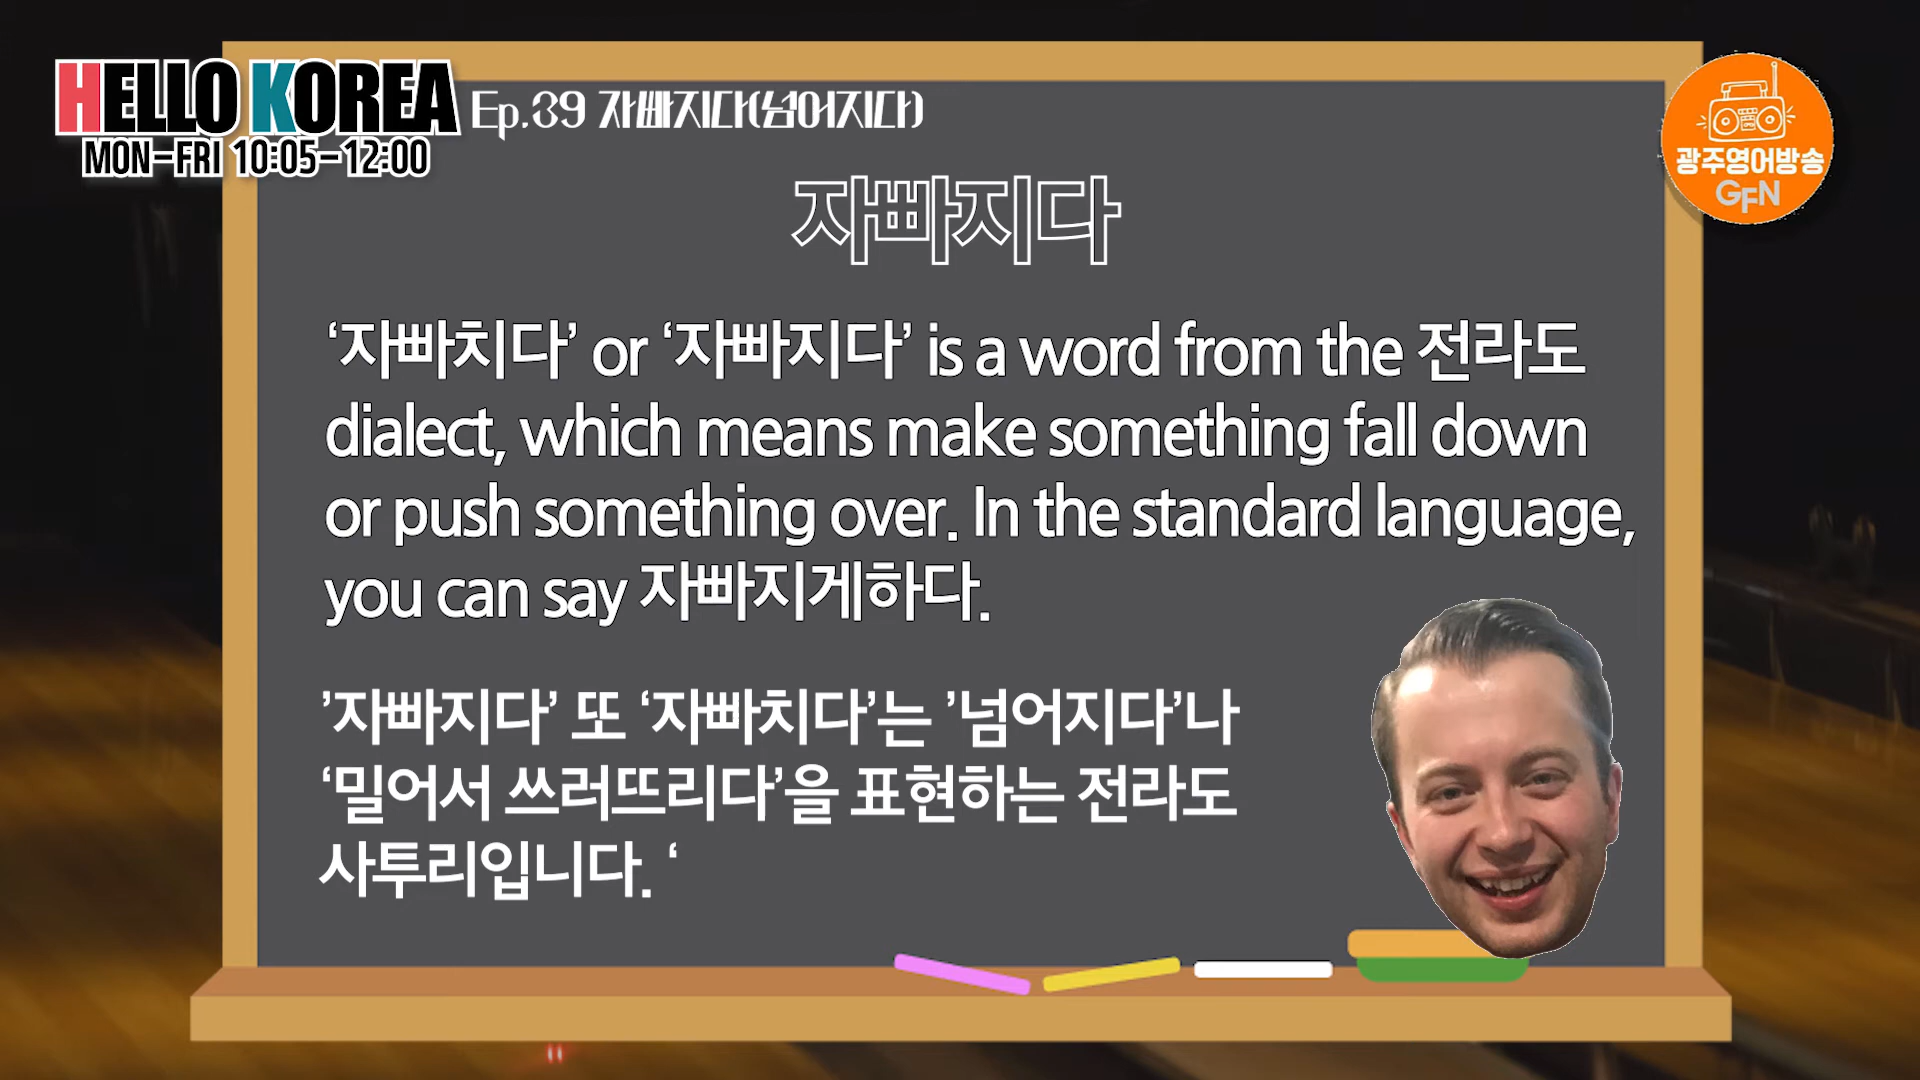 HELLO KOREA
MON-FRI 10:05-12:00
Ep.39 자빠지다(넘어지다)
광주영어방송
GFN
자빠지다
‘자빠치다’ or ‘자빠지다’ is a word from the 전라도
dialect, which means make something fall down
or push something over. In the standard language,
you can say 자빠지게하다.
’자빠지다’ 또 ‘자빠치다’는 ’넘어지다’나
‘밀어서 쓰러뜨리다’을 표현하는 전라도
사투리입니다. ‘